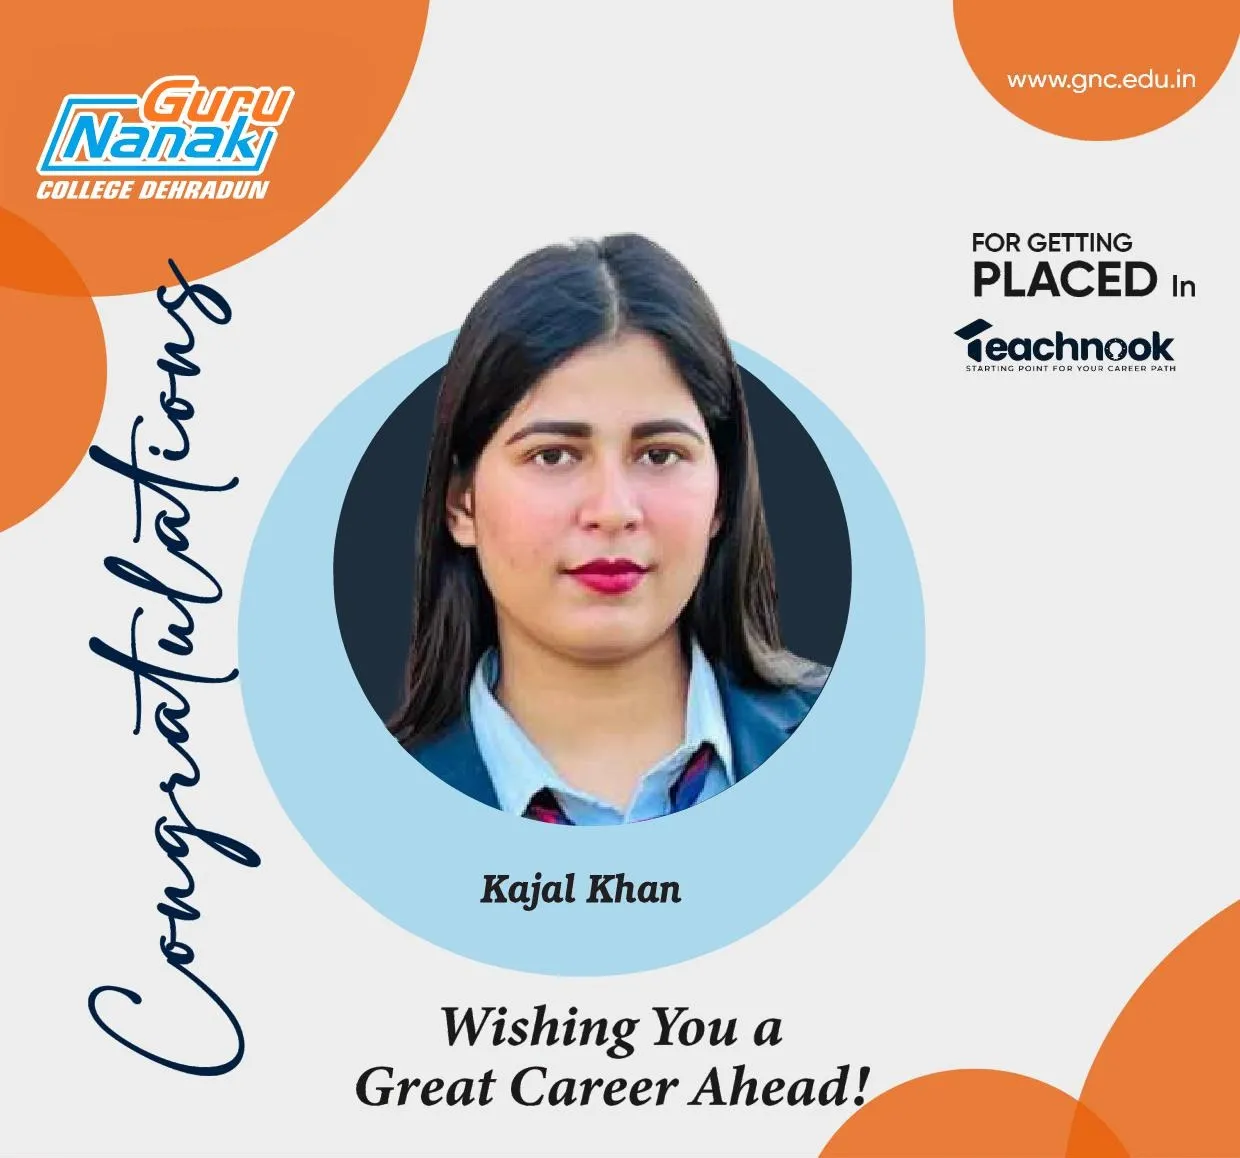 Guru
Nanak
COLLEGE DEHRADUN
www.gnc.edu.in
Congratulations
FOR GETTING
PLACED In
Teachnook
STARTING POINT FOR YOUR CAREER PATH
Kajal Khan
Wishing You a
Great Career Ahead!